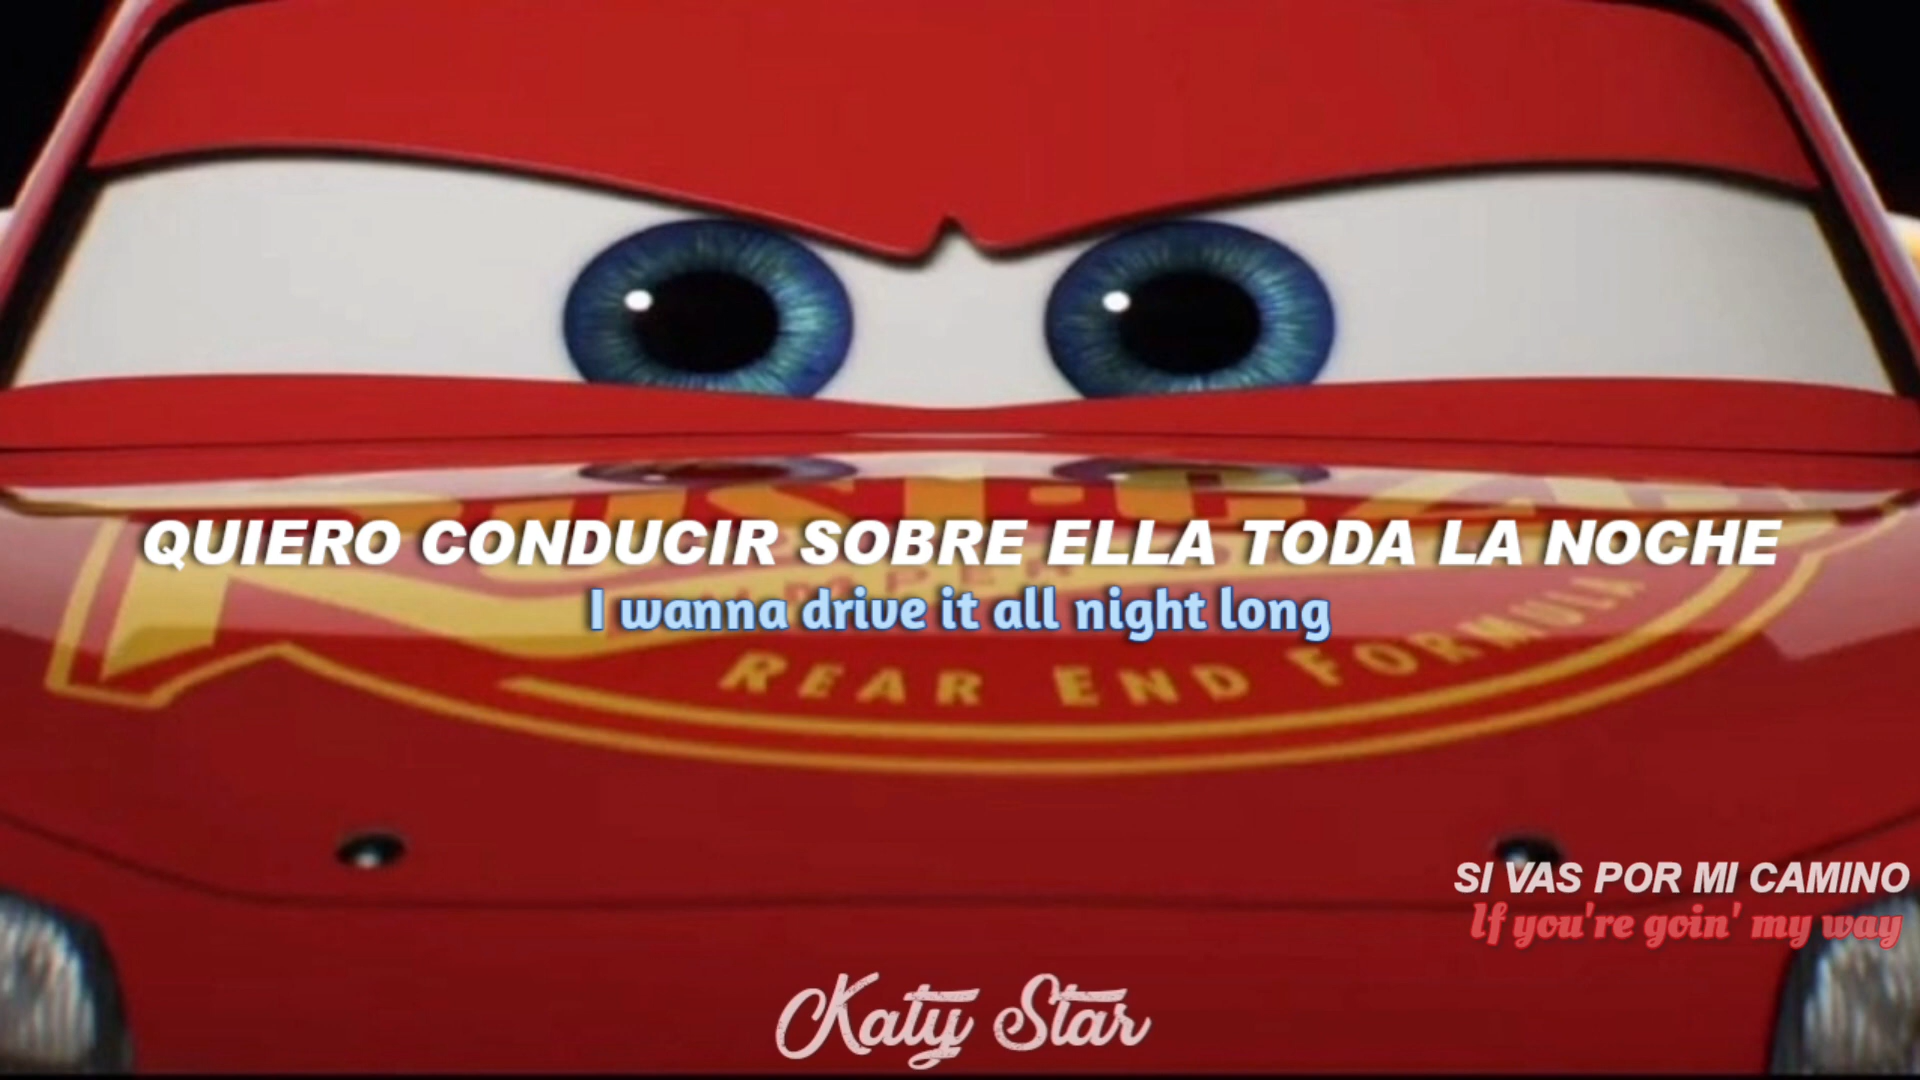 QUIERO CONDUCIR SOBRE ELLA TODA LA NOCHE
I wanna drive it all night long
REAR END FORMULA
SI VAS POR MI CAMINO
If you're goin' my way
Katy Star